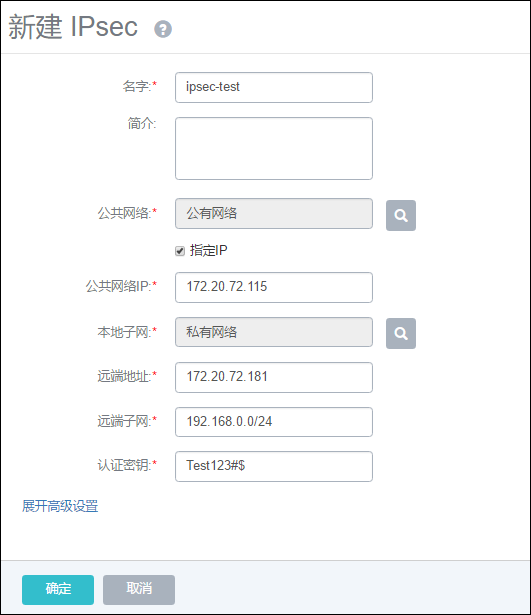 新建 IPsec ?
名字:* ipsec-test
简介:
公共网络:* 公有网络
指定IP
公共网络IP:* 172.20.72.115
本地子网:* 私有网络
远端地址:* 172.20.72.181
远端子网:* 192.168.0.0/24
认证密钥:* Test123#$
展开高级设置
确定 取消